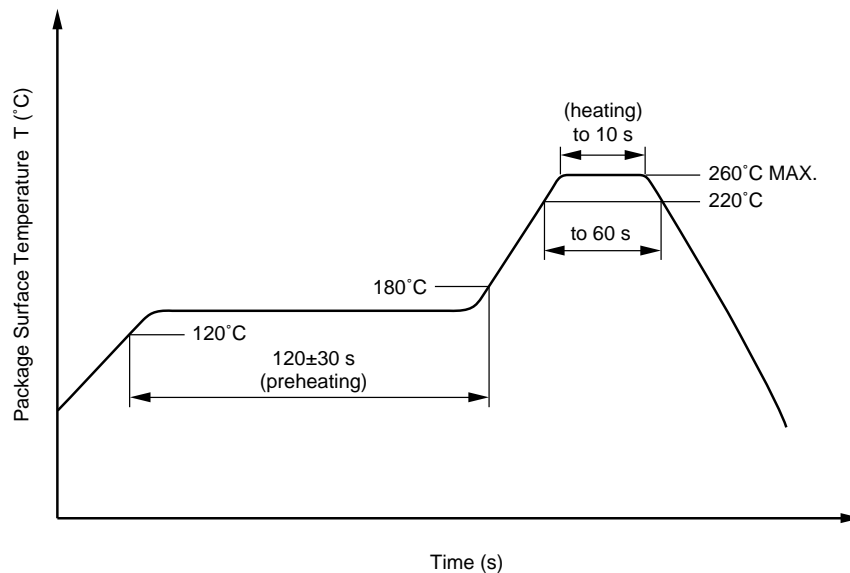 Package Surface Temperature T (˚C)
(heating)
to 10 s
260˚C MAX.
220˚C
to 60 s
180˚C
120˚C
120±30 s
(preheating)
Time (s)